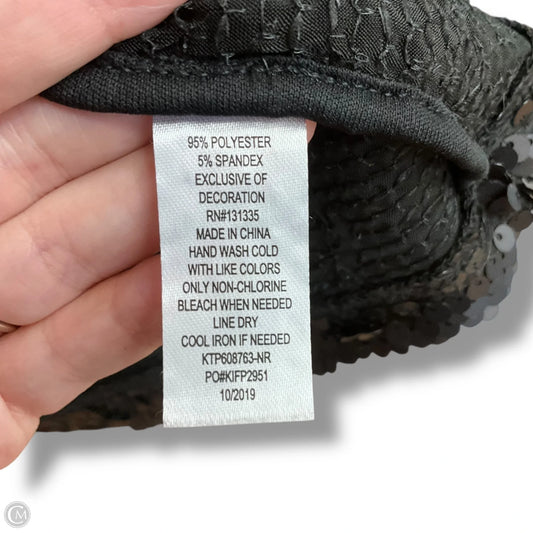 95% POLYESTER
5% SPANDEX
EXCLUSIVE OF
DECORATION
RN#131335
MADE IN CHINA
HAND WASH COLD
WITH LIKE COLORS
ONLY NON-CHLORINE
BLEACH WHEN NEEDED
LINE DRY
COOL IRON IF NEEDED
KTP608763-NR
PO#KIFP2951
10/2019
CM